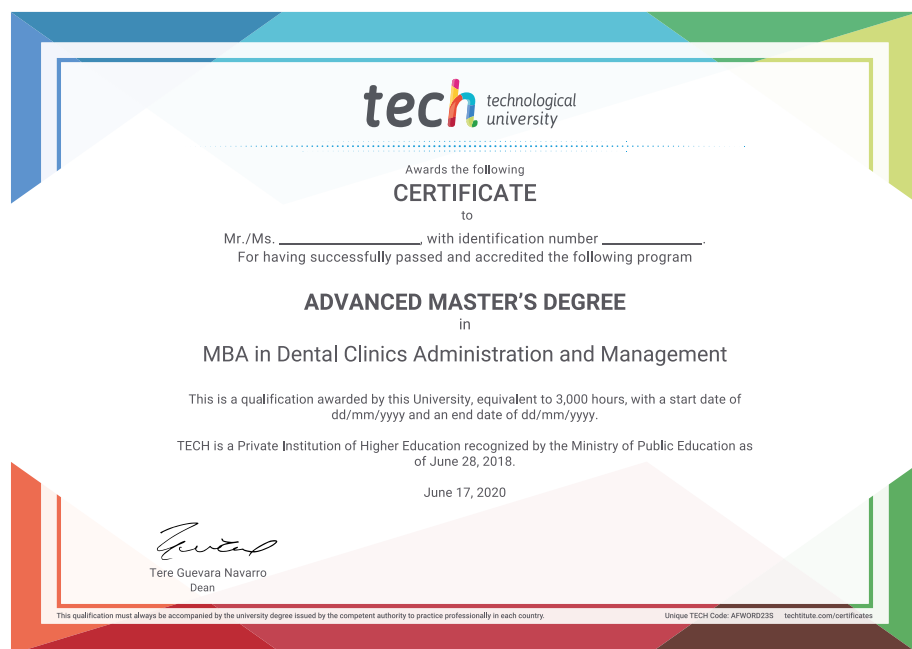 tech technological
university
Awards the following
CERTIFICATE
to
Mr./Ms. ____________________, with identification number ______________.
For having successfully passed and accredited the following program
ADVANCED MASTER’S DEGREE
in
MBA in Dental Clinics Administration and Management
This is a qualification awarded by this University, equivalent to 3,000 hours, with a start date of
dd/mm/yyyy and an end date of dd/mm/yyyy.
TECH is a Private Institution of Higher Education recognized by the Ministry of Public Education as
of June 28, 2018.
June 17, 2020
Tere Guevara Navarro
Dean
This qualification must always be accompanied by the university degree issued by the competent authority to practice professionally in each country.
Unique TECH Code: AFWORD23S techtitute.com/certificates